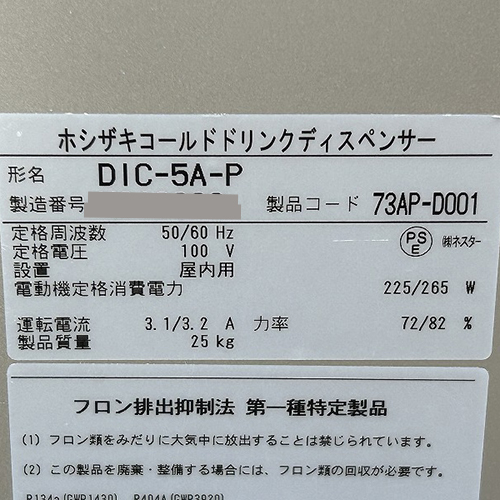 ホシザキコールドドリンクディスペンサー
形名 DIC-5A-P
製造番号 製品コード 73AP-D001
定格周波数 50/60 Hz PSE ㈱ネスター
定格電圧 100 V
設置 屋内用
電動機定格消費電力 225/265 W
運転電流 3.1/3.2 A 力率 72/82 %
製品質量 25 kg
フロン排出抑制法 第一種特定製品
(1) フロン類をみだりに大気中に放出することは禁じられています。
(2) この製品を廃棄・整備する場合には、フロン類の回収が必要です。
R134a(GWP1430) R404A(GWP3920)